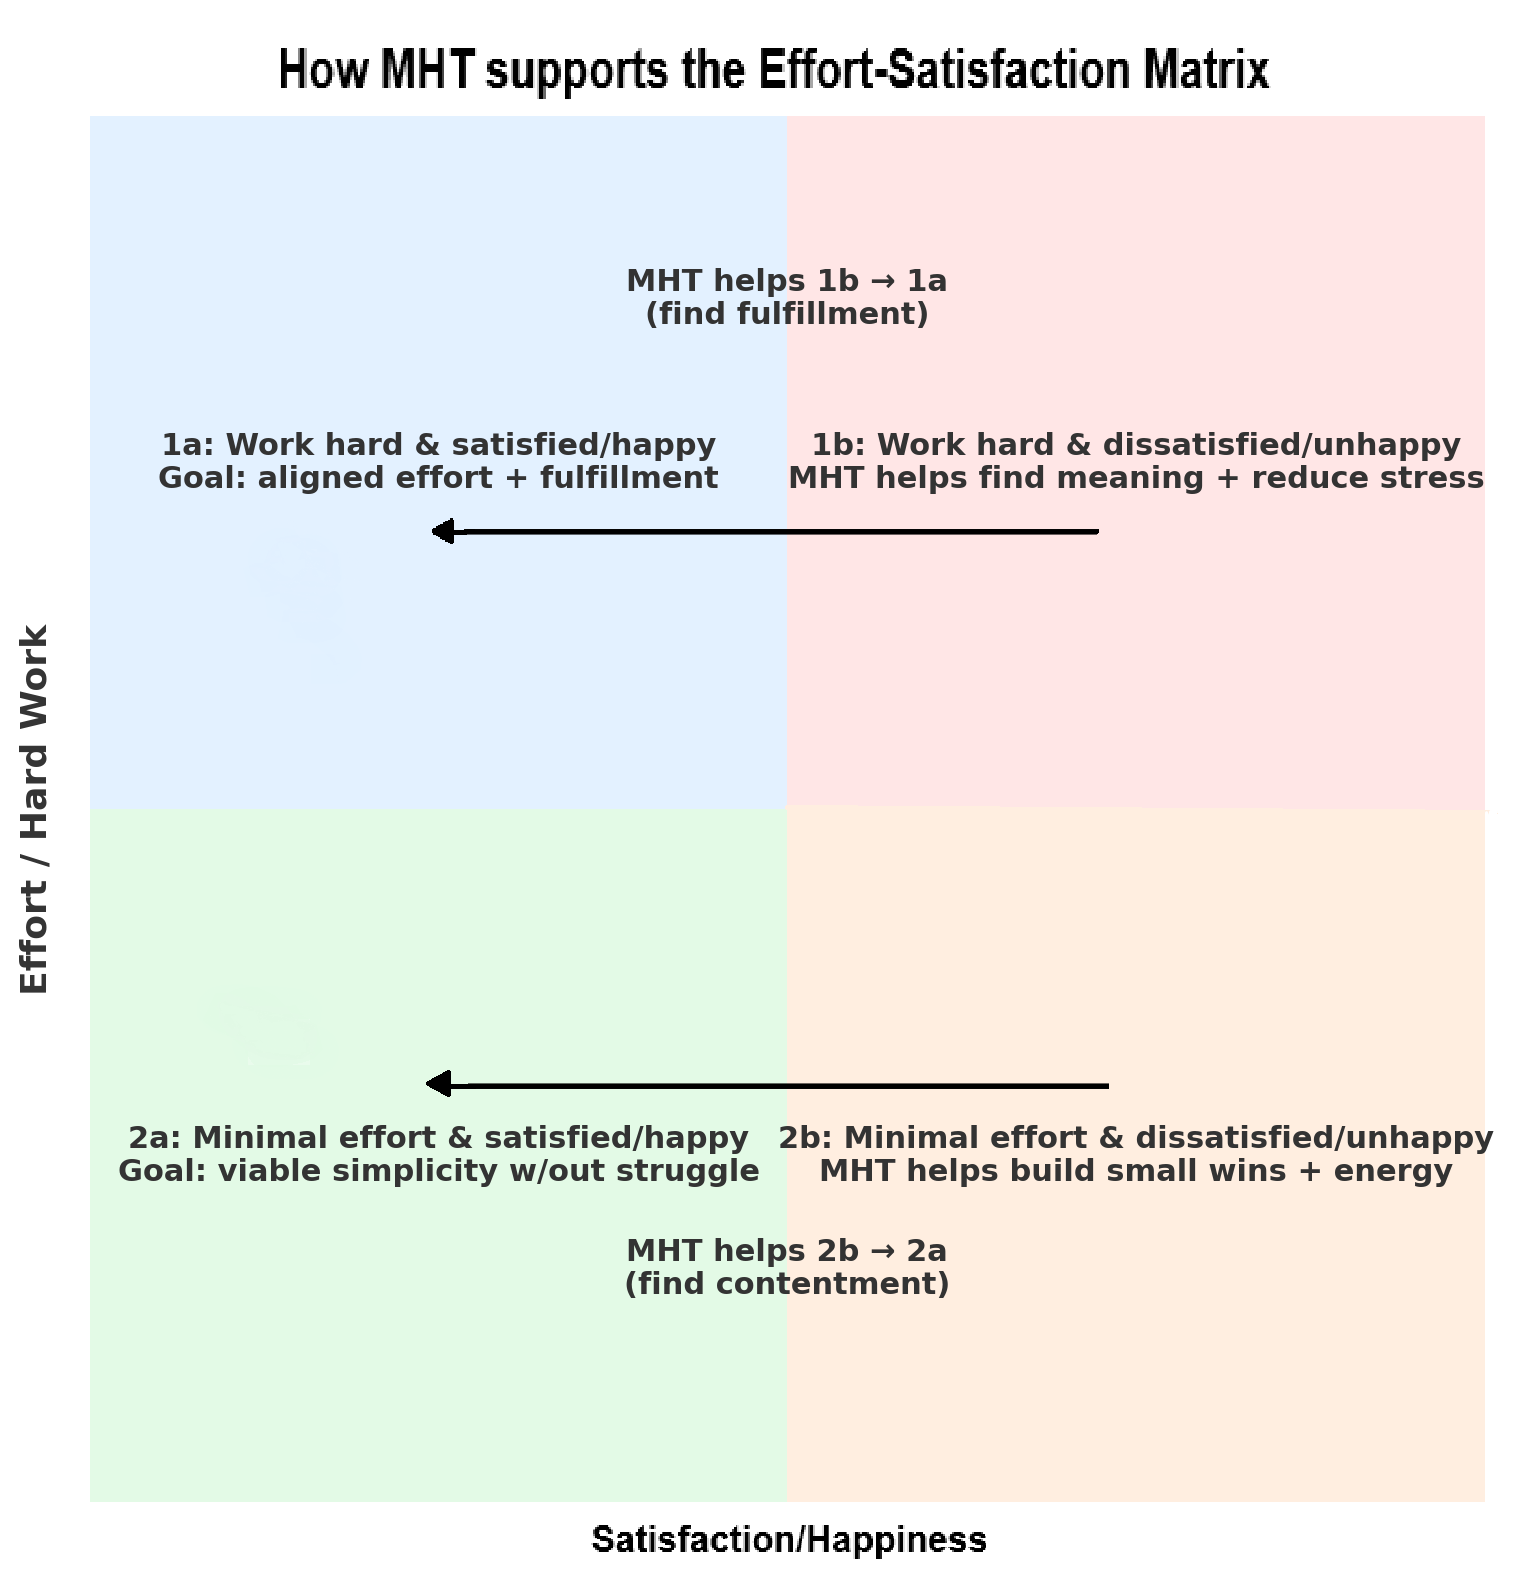 How MHT supports the Effort-Satisfaction Matrix
MHT helps 1b → 1a
(find fulfillment)
1a: Work hard & satisfied/happy
Goal: aligned effort + fulfillment
1b: Work hard & dissatisfied/unhappy
MHT helps find meaning + reduce stress
Effort / Hard Work
2a: Minimal effort & satisfied/happy
Goal: viable simplicity w/out struggle
2b: Minimal effort & dissatisfied/unhappy
MHT helps build small wins + energy
MHT helps 2b → 2a
(find contentment)
Satisfaction/Happiness